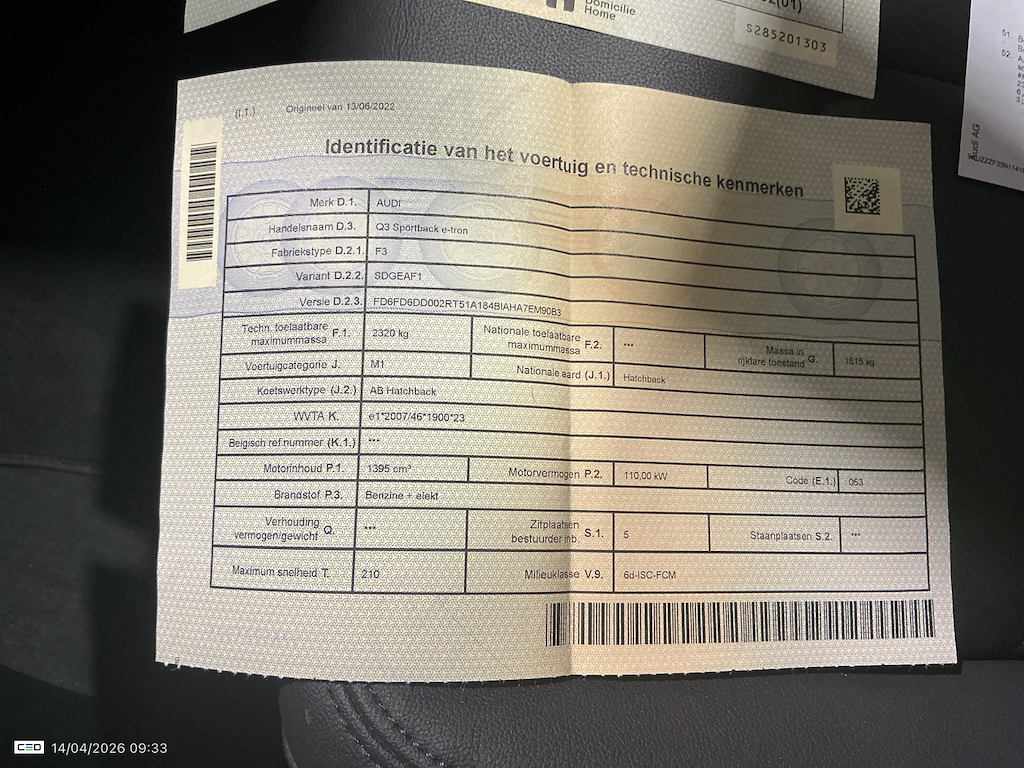 Domicilie
Home
S285201303
51.
52.
Audi AG
(I.1.) Origineel van 13/06/2022
Identificatie van het voertuig en technische kenmerken
Merk D.1. AUDI
Handelsnaam D.3. Q3 Sportback e-tron
Fabriekstype D.2.1. F3
Variant D.2.2. SDGEAF1
Versie D.2.3. FD6FD6DD002RT51A184BIAHA7EM90B3
Techn. toelaatbare maximummassa F.1. 2320 kg Nationale toelaatbare maximummassa F.2. *** Massa in rijklare toestand G. 1815 kg
Voertuigcategorie J. M1 Nationale aard (J.1.) Hatchback
Koetswerktype (J.2.) AB Hatchback
WVTA K. e1*2007/46*1900*23
Belgisch ref.nummer (K.1.) ***
Motorinhoud P.1. 1395 cm³ Motorvermogen P.2. 110,00 kW Code (E.1.) 053
Brandstof P.3. Benzine + elekt
Verhouding vermogen/gewicht Q. *** Zitplaatsen bestuurder inb. S.1. 5 Staanplaatsen S.2. ***
Maximum snelheid T. 210 Milieuklasse V.9. 6d-ISC-FCM
CEO 14/04/2026 09:33